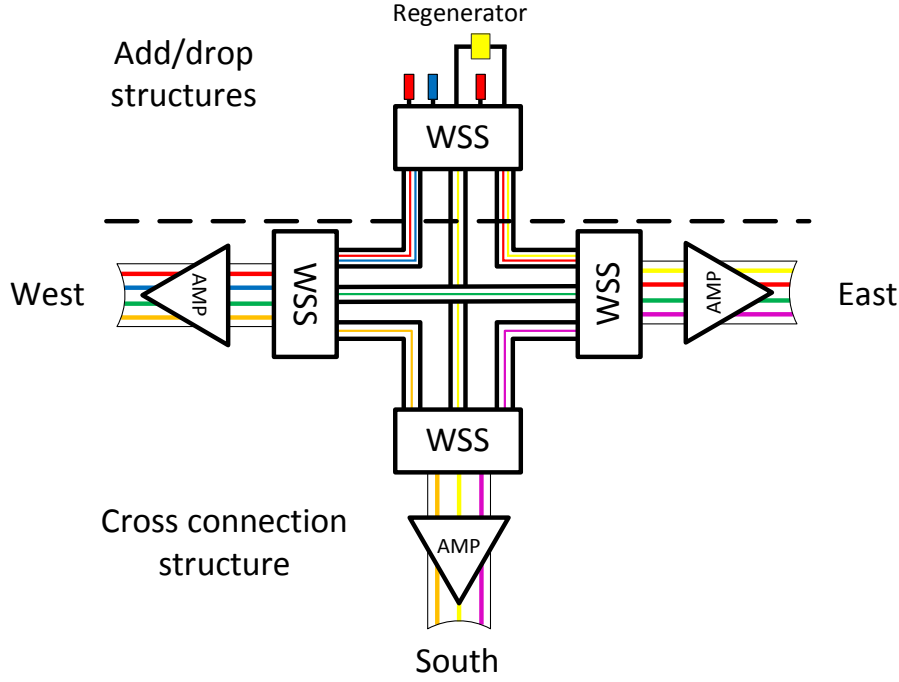 Regenerator
Add/drop
structures
WSS
West
AMP
WSS
WSS
AMP
East
WSS
Cross connection
structure
AMP
South